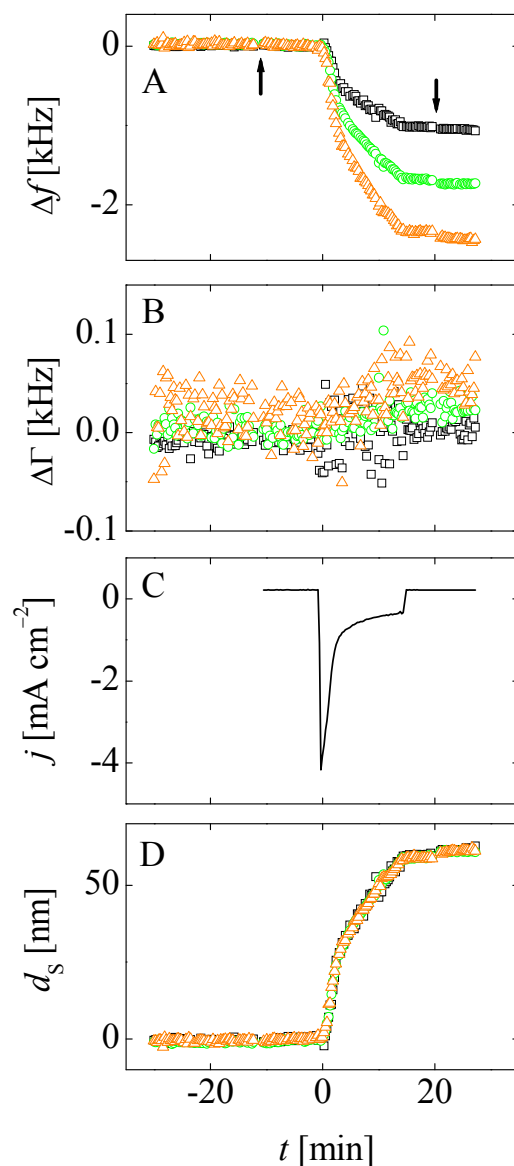 0
A
-2
Δf [kHz]
0.1
B
0.0
-0.1
ΔΓ [kHz]
0
C
-2
-4
j [mA cm⁻²]
50
D
0
d_S [nm]
-20 0 20
t [min]